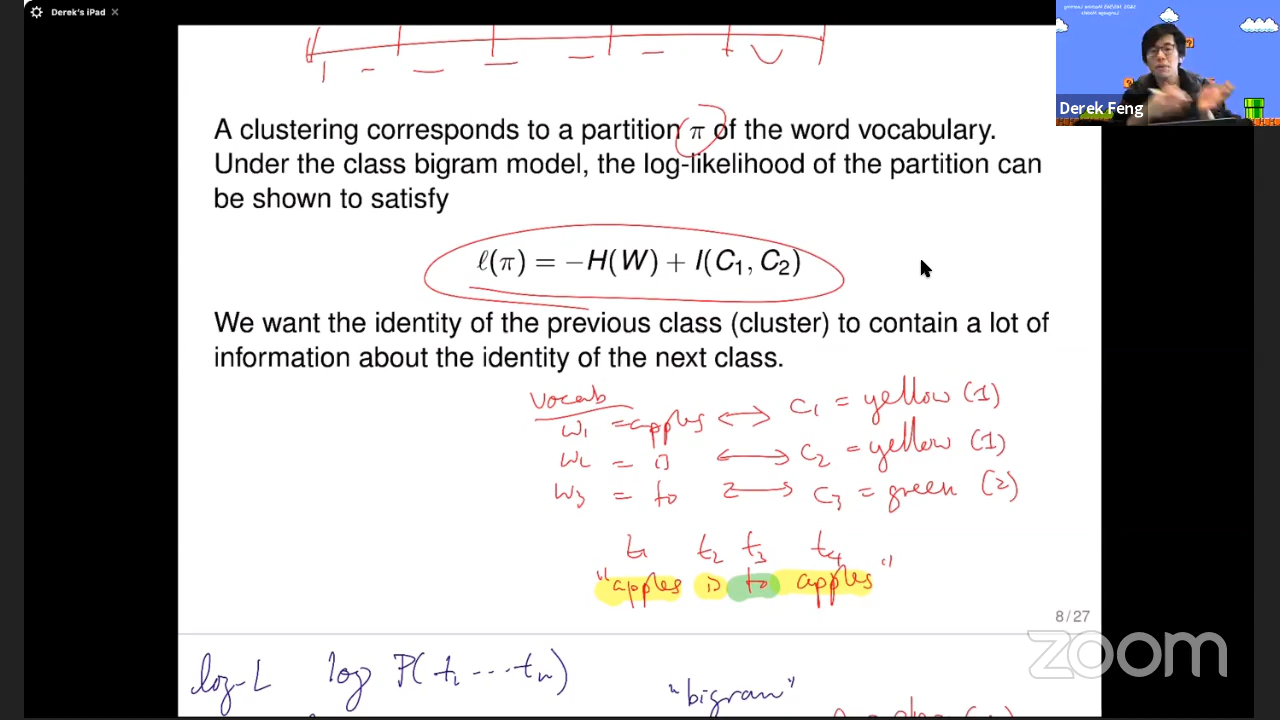 Derek's iPad
A clustering corresponds to a partition π of the word vocabulary.
Under the class bigram model, the log-likelihood of the partition can
be shown to satisfy
ℓ(π) = −H(W) + I(C₁, C₂)
We want the identity of the previous class (cluster) to contain a lot of
information about the identity of the next class.
vocab
w₁ = apples ↔ c₁ = yellow (1)
w₂ = ↔ c₂ = yellow (1)
w₃ = to ↔ c₃ = green (2)
t₁ t₂ t₃ t₄
"apples to apples"
8 / 27
log-L log P(t₁ ... tₙ)
"bigram"
Derek Feng
zoom